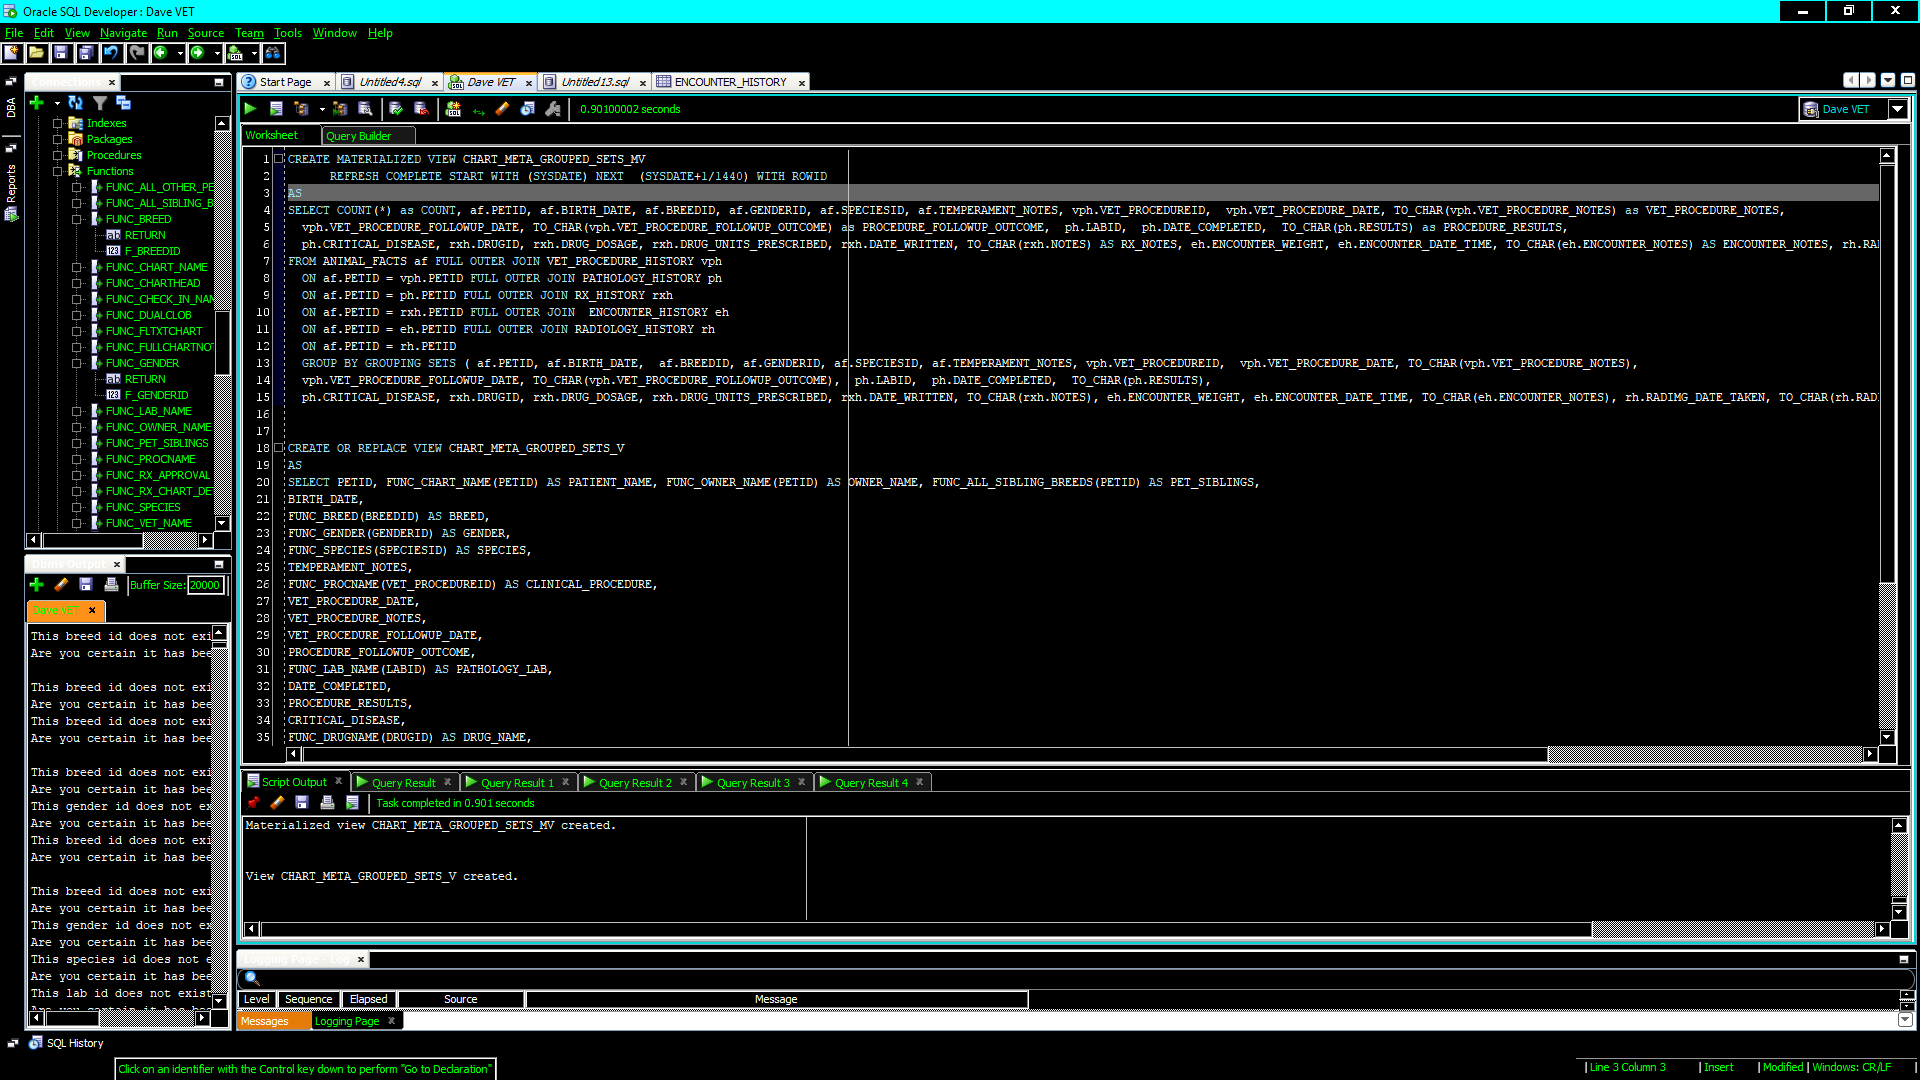 Oracle SQL Developer : Dave VET
File Edit View Navigate Run Source Team Tools Window Help
DBA
Reports
Connections
Indexes
Packages
Procedures
Functions
FUNC_ALL_OTHER_PE
FUNC_ALL_SIBLING_B
FUNC_BREED
RETURN
F_BREEDID
FUNC_CHART_NAME
FUNC_CHARTHEAD
FUNC_CHECK_IN_NAM
FUNC_DUALCLOB
FUNC_FLTXTCHART
FUNC_FULLCHARTNOT
FUNC_GENDER
RETURN
F_GENDERID
FUNC_LAB_NAME
FUNC_OWNER_NAME
FUNC_PET_SIBLINGS
FUNC_PROCNAME
FUNC_RX_APPROVAL
FUNC_RX_CHART_DET
FUNC_SPECIES
FUNC_VET_NAME
Dbms Output
Buffer Size: 20000
Dave VET
This breed id does not exi
Are you certain it has bee
This breed id does not exi
Are you certain it has bee
This breed id does not exi
Are you certain it has bee
This breed id does not exi
Are you certain it has bee
This gender id does not ex
Are you certain it has bee
This breed id does not exi
Are you certain it has bee
This breed id does not exi
Are you certain it has bee
This gender id does not ex
Are you certain it has bee
This species id does not e
Are you certain it has bee
This lab id does not exist
Start Page Untitled4.sql Dave VET Untitled13.sql ENCOUNTER_HISTORY
0.90100002 seconds
Dave VET
Worksheet Query Builder
1 CREATE MATERIALIZED VIEW CHART_META_GROUPED_SETS_MV
2 REFRESH COMPLETE START WITH (SYSDATE) NEXT (SYSDATE+1/1440) WITH ROWID
3 AS
4 SELECT COUNT(*) as COUNT, af.PETID, af.BIRTH_DATE, af.BREEDID, af.GENDERID, af.SPECIESID, af.TEMPERAMENT_NOTES, vph.VET_PROCEDUREID, vph.VET_PROCEDURE_DATE, TO_CHAR(vph.VET_PROCEDURE_NOTES) as VET_PROCEDURE_NOTES,
5 vph.VET_PROCEDURE_FOLLOWUP_DATE, TO_CHAR(vph.VET_PROCEDURE_FOLLOWUP_OUTCOME) as PROCEDURE_FOLLOWUP_OUTCOME, ph.LABID, ph.DATE_COMPLETED, TO_CHAR(ph.RESULTS) as PROCEDURE_RESULTS,
6 ph.CRITICAL_DISEASE, rxh.DRUGID, rxh.DRUG_DOSAGE, rxh.DRUG_UNITS_PRESCRIBED, rxh.DATE_WRITTEN, TO_CHAR(rxh.NOTES) AS RX_NOTES, eh.ENCOUNTER_WEIGHT, eh.ENCOUNTER_DATE_TIME, TO_CHAR(eh.ENCOUNTER_NOTES) AS ENCOUNTER_NOTES, rh.RAD
7 FROM ANIMAL_FACTS af FULL OUTER JOIN VET_PROCEDURE_HISTORY vph
8 ON af.PETID = vph.PETID FULL OUTER JOIN PATHOLOGY_HISTORY ph
9 ON af.PETID = ph.PETID FULL OUTER JOIN RX_HISTORY rxh
10 ON af.PETID = rxh.PETID FULL OUTER JOIN ENCOUNTER_HISTORY eh
11 ON af.PETID = eh.PETID FULL OUTER JOIN RADIOLOGY_HISTORY rh
12 ON af.PETID = rh.PETID
13 GROUP BY GROUPING SETS ( af.PETID, af.BIRTH_DATE, af.BREEDID, af.GENDERID, af.SPECIESID, af.TEMPERAMENT_NOTES, vph.VET_PROCEDUREID, vph.VET_PROCEDURE_DATE, TO_CHAR(vph.VET_PROCEDURE_NOTES),
14 vph.VET_PROCEDURE_FOLLOWUP_DATE, TO_CHAR(vph.VET_PROCEDURE_FOLLOWUP_OUTCOME), ph.LABID, ph.DATE_COMPLETED, TO_CHAR(ph.RESULTS),
15 ph.CRITICAL_DISEASE, rxh.DRUGID, rxh.DRUG_DOSAGE, rxh.DRUG_UNITS_PRESCRIBED, rxh.DATE_WRITTEN, TO_CHAR(rxh.NOTES), eh.ENCOUNTER_WEIGHT, eh.ENCOUNTER_DATE_TIME, TO_CHAR(eh.ENCOUNTER_NOTES), rh.RADIMG_DATE_TAKEN, TO_CHAR(rh.RADI
16
17
18 CREATE OR REPLACE VIEW CHART_META_GROUPED_SETS_V
19 AS
20 SELECT PETID, FUNC_CHART_NAME(PETID) AS PATIENT_NAME, FUNC_OWNER_NAME(PETID) AS OWNER_NAME, FUNC_ALL_SIBLING_BREEDS(PETID) AS PET_SIBLINGS,
21 BIRTH_DATE,
22 FUNC_BREED(BREEDID) AS BREED,
23 FUNC_GENDER(GENDERID) AS GENDER,
24 FUNC_SPECIES(SPECIESID) AS SPECIES,
25 TEMPERAMENT_NOTES,
26 FUNC_PROCNAME(VET_PROCEDUREID) AS CLINICAL_PROCEDURE,
27 VET_PROCEDURE_DATE,
28 VET_PROCEDURE_NOTES,
29 VET_PROCEDURE_FOLLOWUP_DATE,
30 PROCEDURE_FOLLOWUP_OUTCOME,
31 FUNC_LAB_NAME(LABID) AS PATHOLOGY_LAB,
32 DATE_COMPLETED,
33 PROCEDURE_RESULTS,
34 CRITICAL_DISEASE,
35 FUNC_DRUGNAME(DRUGID) AS DRUG_NAME,
Script Output Query Result Query Result 1 Query Result 2 Query Result 3 Query Result 4
Task completed in 0.901 seconds
Materialized view CHART_META_GROUPED_SETS_MV created.
View CHART_META_GROUPED_SETS_V created.
Logging Page - Log
Level Sequence Elapsed Source Message
Messages Logging Page
SQL History
Click on an identifier with the Control key down to perform "Go to Declaration"
Line 3 Column 3 Insert Modified Windows: CR/LF